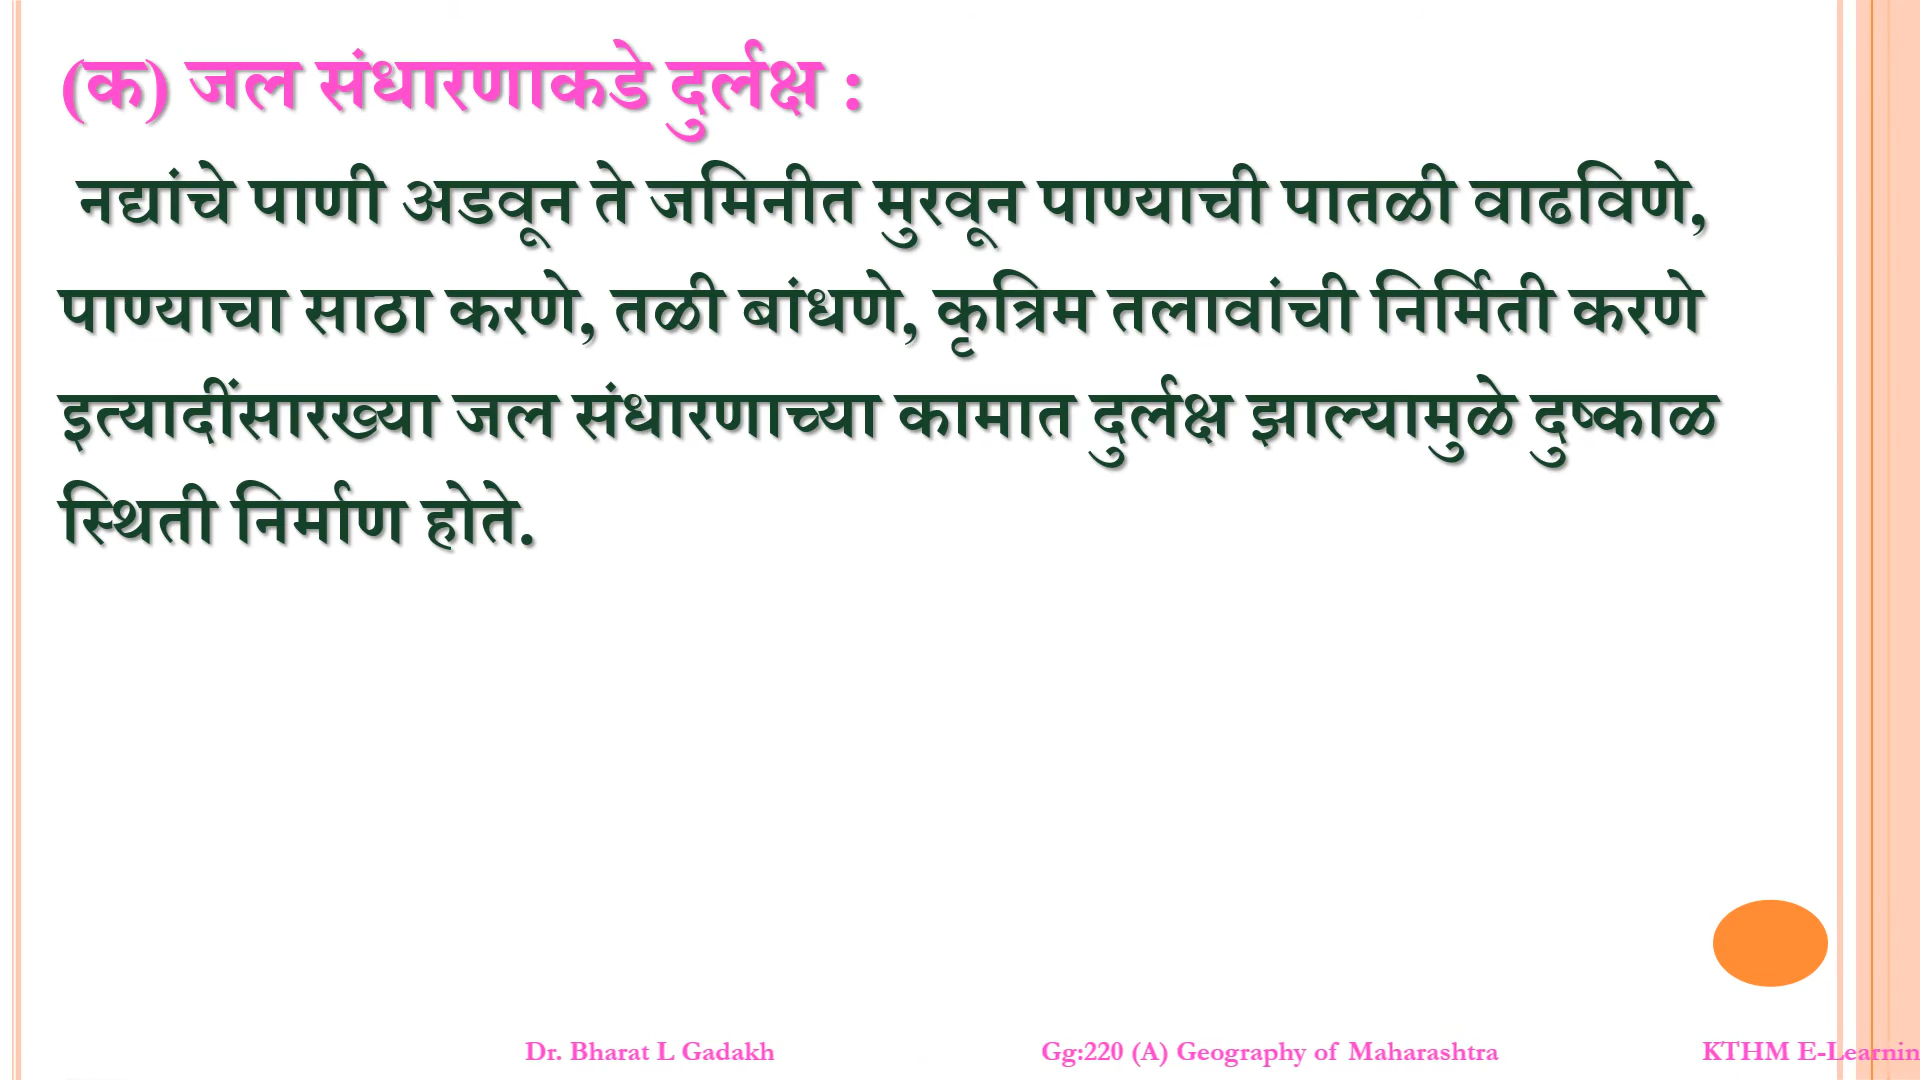 (क) जल संधारणाकडे दुर्लक्ष :
नद्यांचे पाणी अडवून ते जमिनीत मुरवून पाण्याची पातळी वाढविणे,
पाण्याचा साठा करणे, तळी बांधणे, कृत्रिम तलावांची निर्मिती करणे
इत्यादींसारख्या जल संधारणाच्या कामात दुर्लक्ष झाल्यामुळे दुष्काळ
स्थिती निर्माण होते.
Dr. Bharat L Gadakh Gg:220 (A) Geography of Maharashtra KTHM E-Learnin